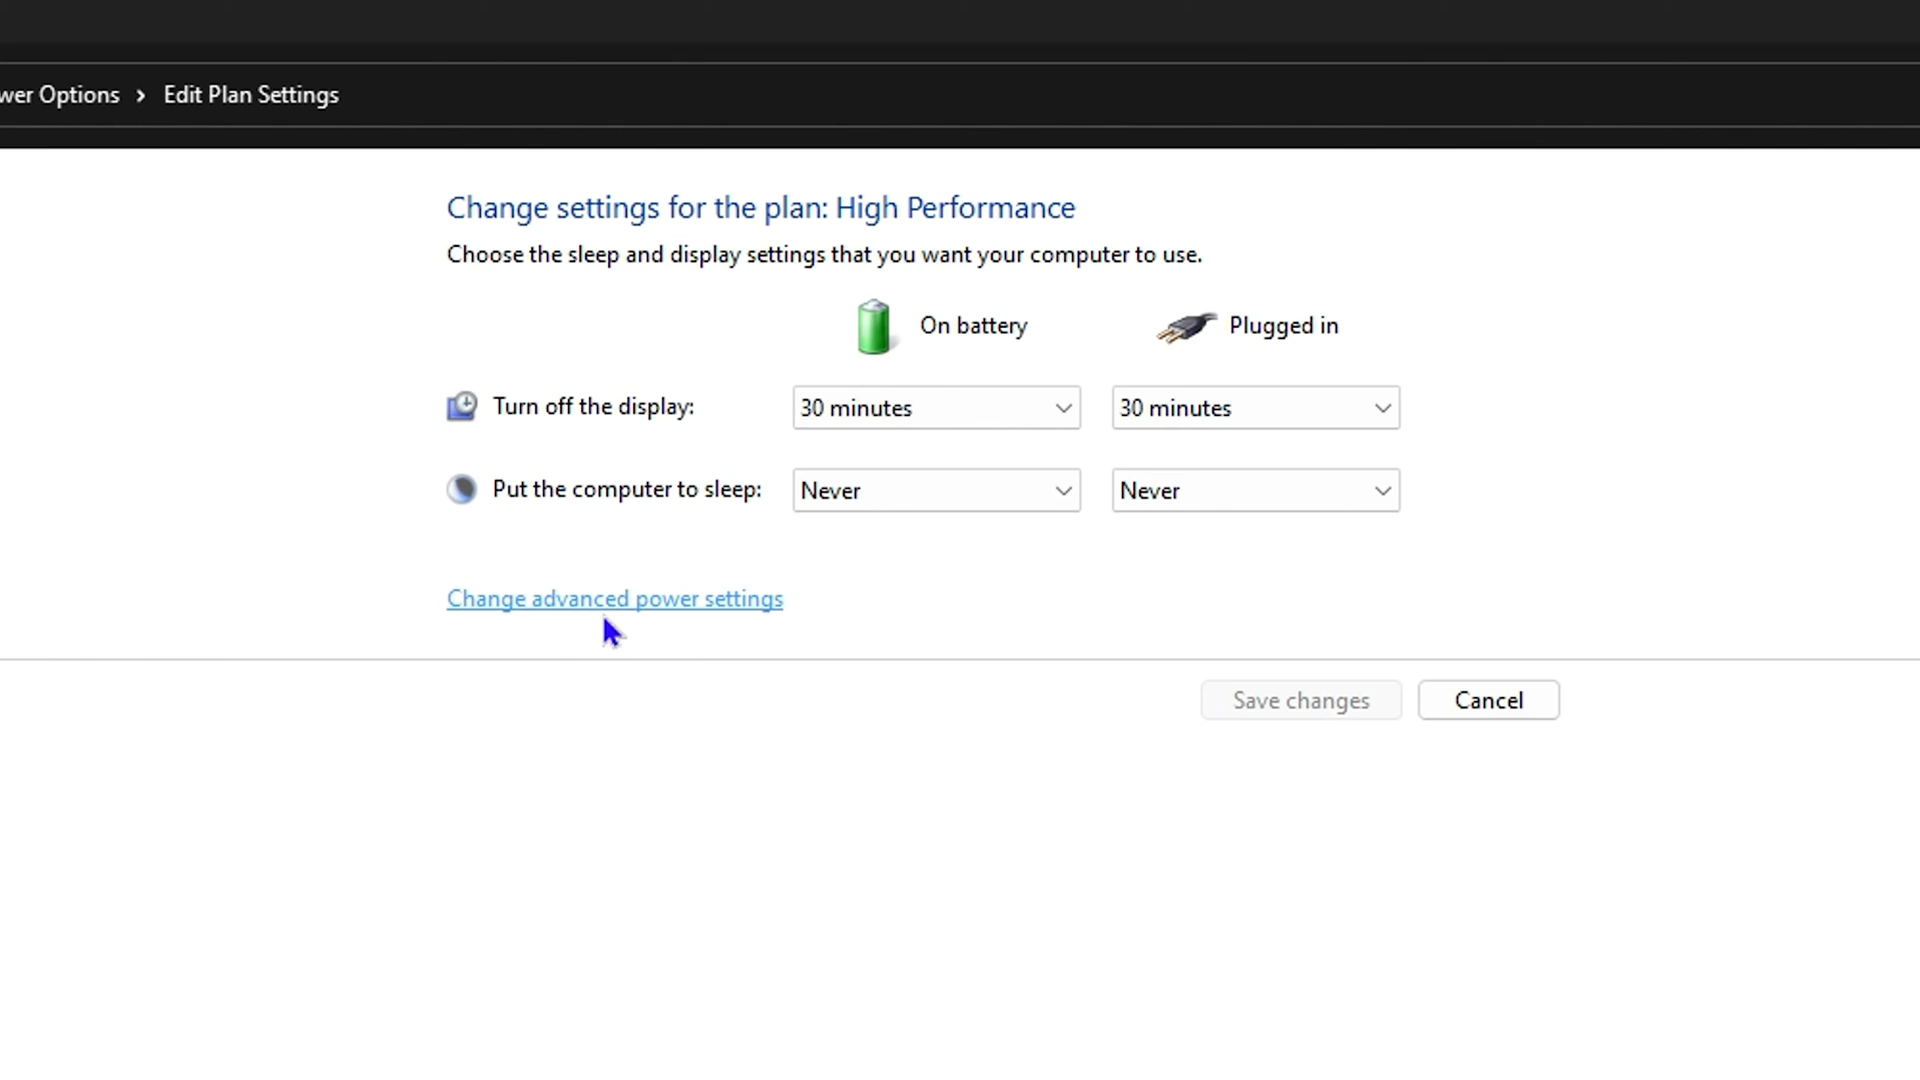 wer Options > Edit Plan Settings
Change settings for the plan: High Performance
Choose the sleep and display settings that you want your computer to use.
On battery Plugged in
Turn off the display: 30 minutes 30 minutes
Put the computer to sleep: Never Never
Change advanced power settings
Save changes Cancel